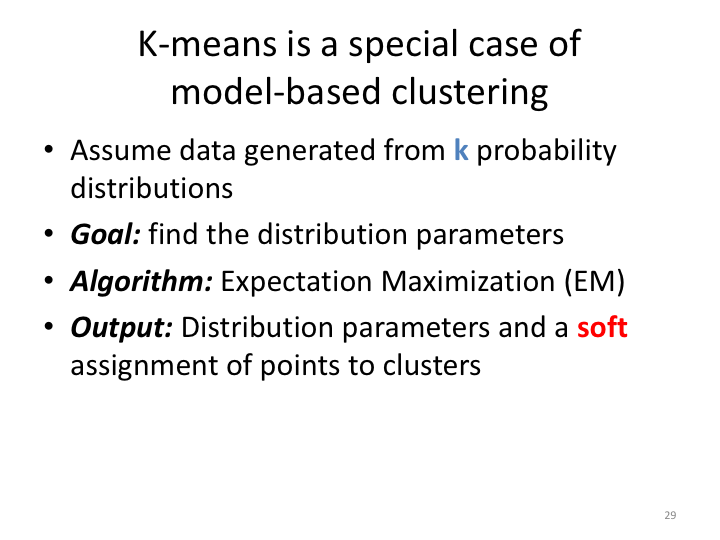 K-means is a special case of
model-based clustering
• Assume data generated from k probability
distributions
• Goal: find the distribution parameters
• Algorithm: Expectation Maximization (EM)
• Output: Distribution parameters and a soft
assignment of points to clusters
29